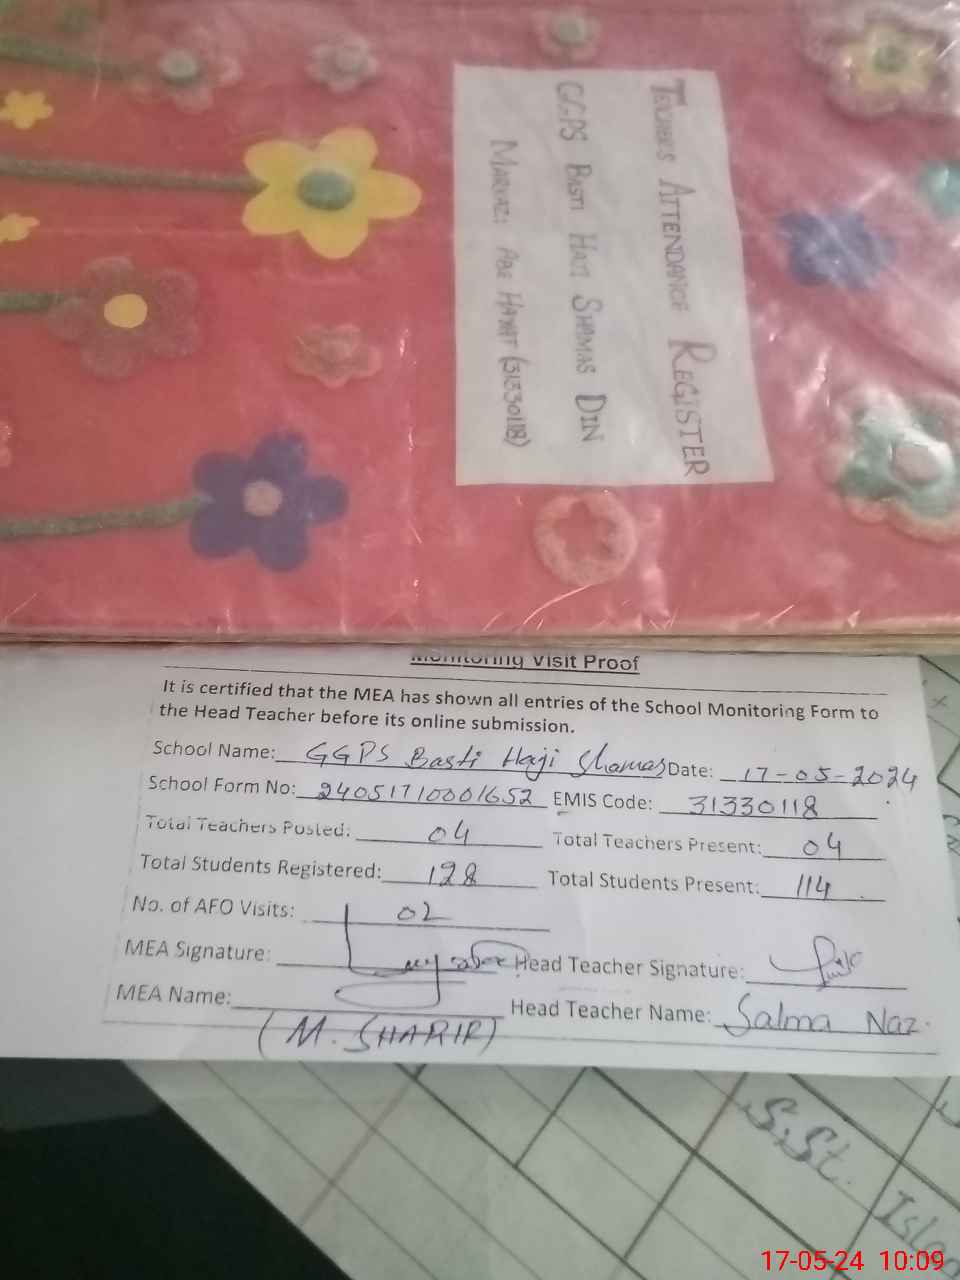 TEACHER'S ATTENDANCE REGISTER
GGPS BASTI HAJI SHAMAS DIN
MARKAZ: ABE HAYAT (31330118)
Monitoring Visit Proof
It is certified that the MEA has shown all entries of the School Monitoring Form to
the Head Teacher before its online submission.
School Name: GGPS Basti Haji Shamas Date: 17-05-2024
School Form No: 24051710001652 EMIS Code: 31330118
Total Teachers Posted: 04 Total Teachers Present: 04
Total Students Registered: 128 Total Students Present: 114
No. of AFO Visits: 02
MEA Signature: Head Teacher Signature:
MEA Name: Head Teacher Name: Salma Naz.
(M. SHARIF)
S.St.
17-05-24 10:09